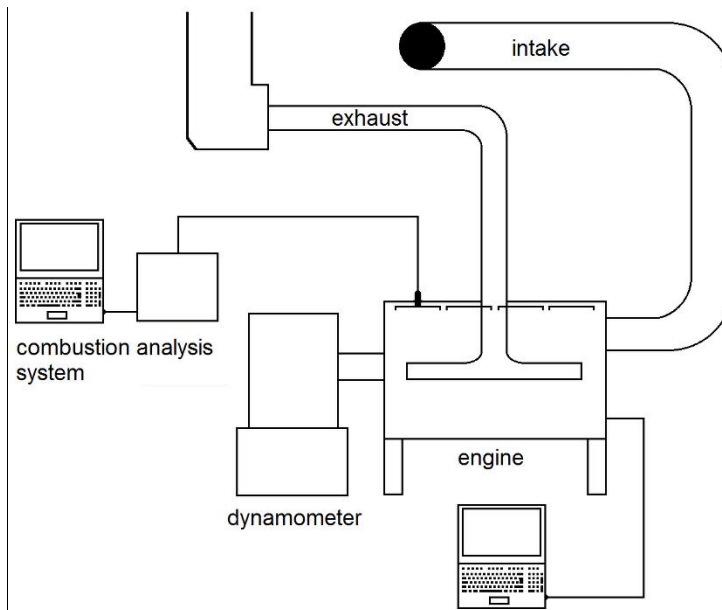 intake
exhaust
combustion analysis
system
engine
dynamometer